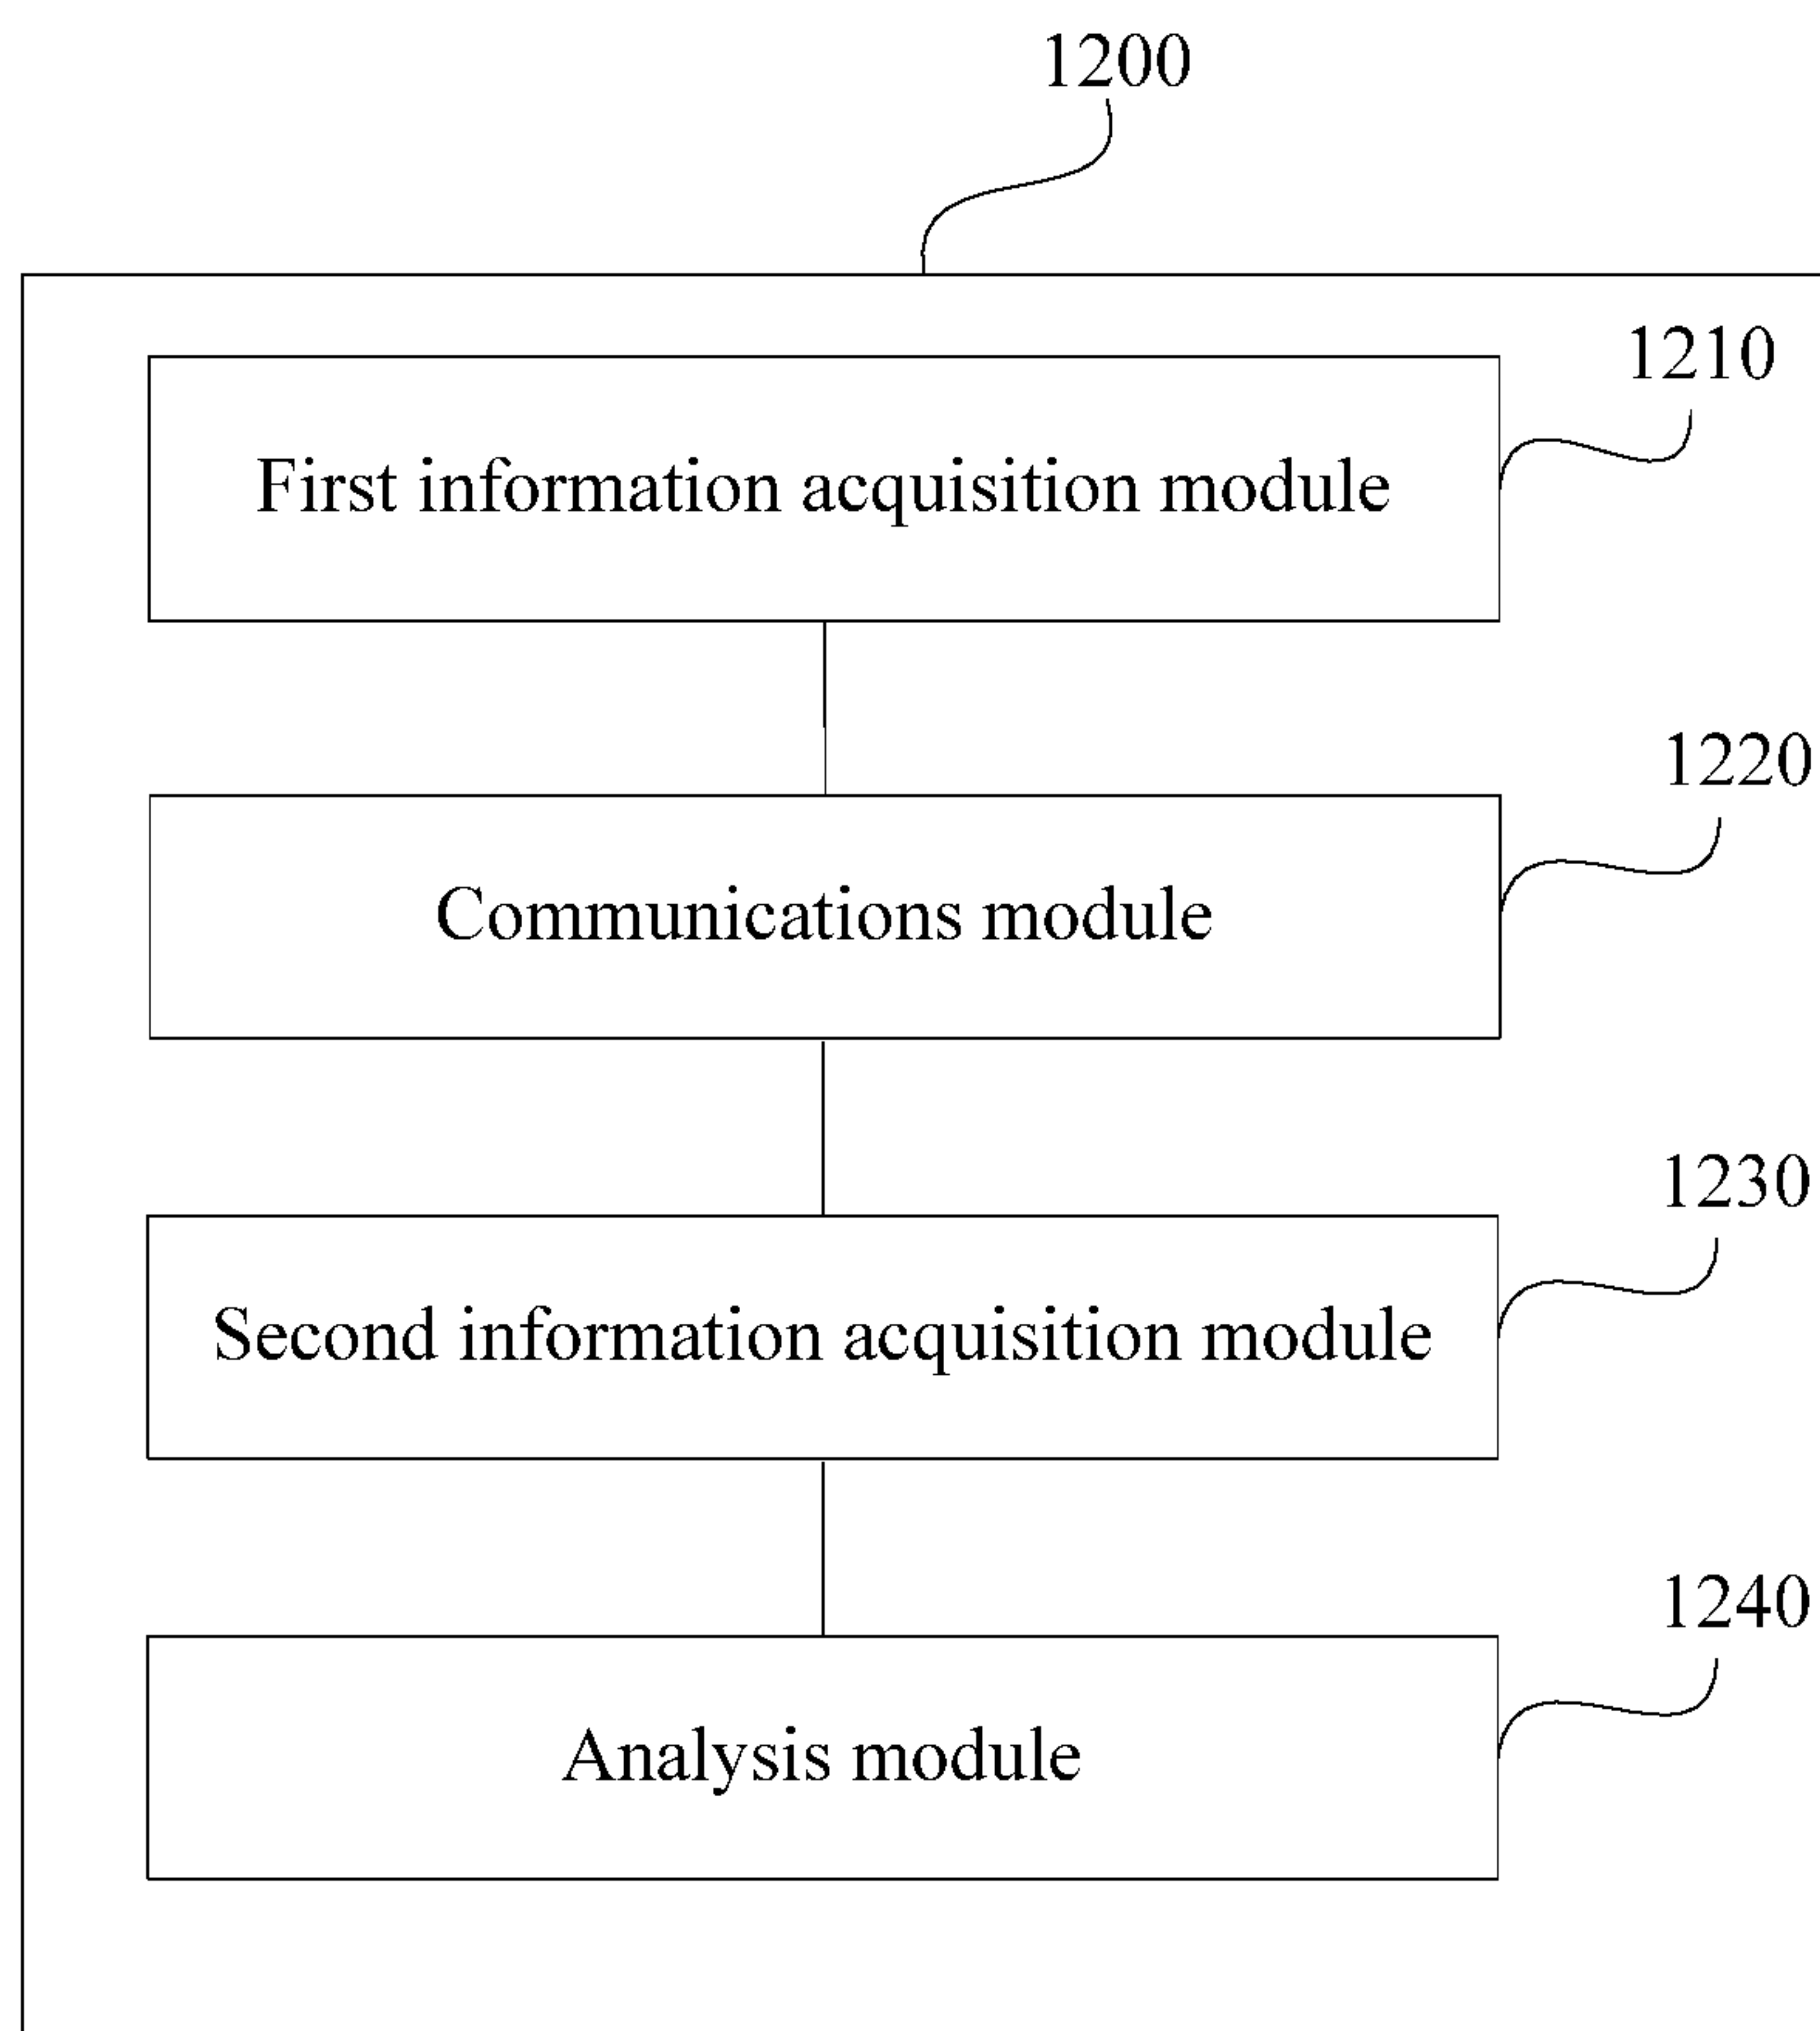 1200
1210
First information acquisition module
1220
Communications module
1230
Second information acquisition module
1240
Analysis module